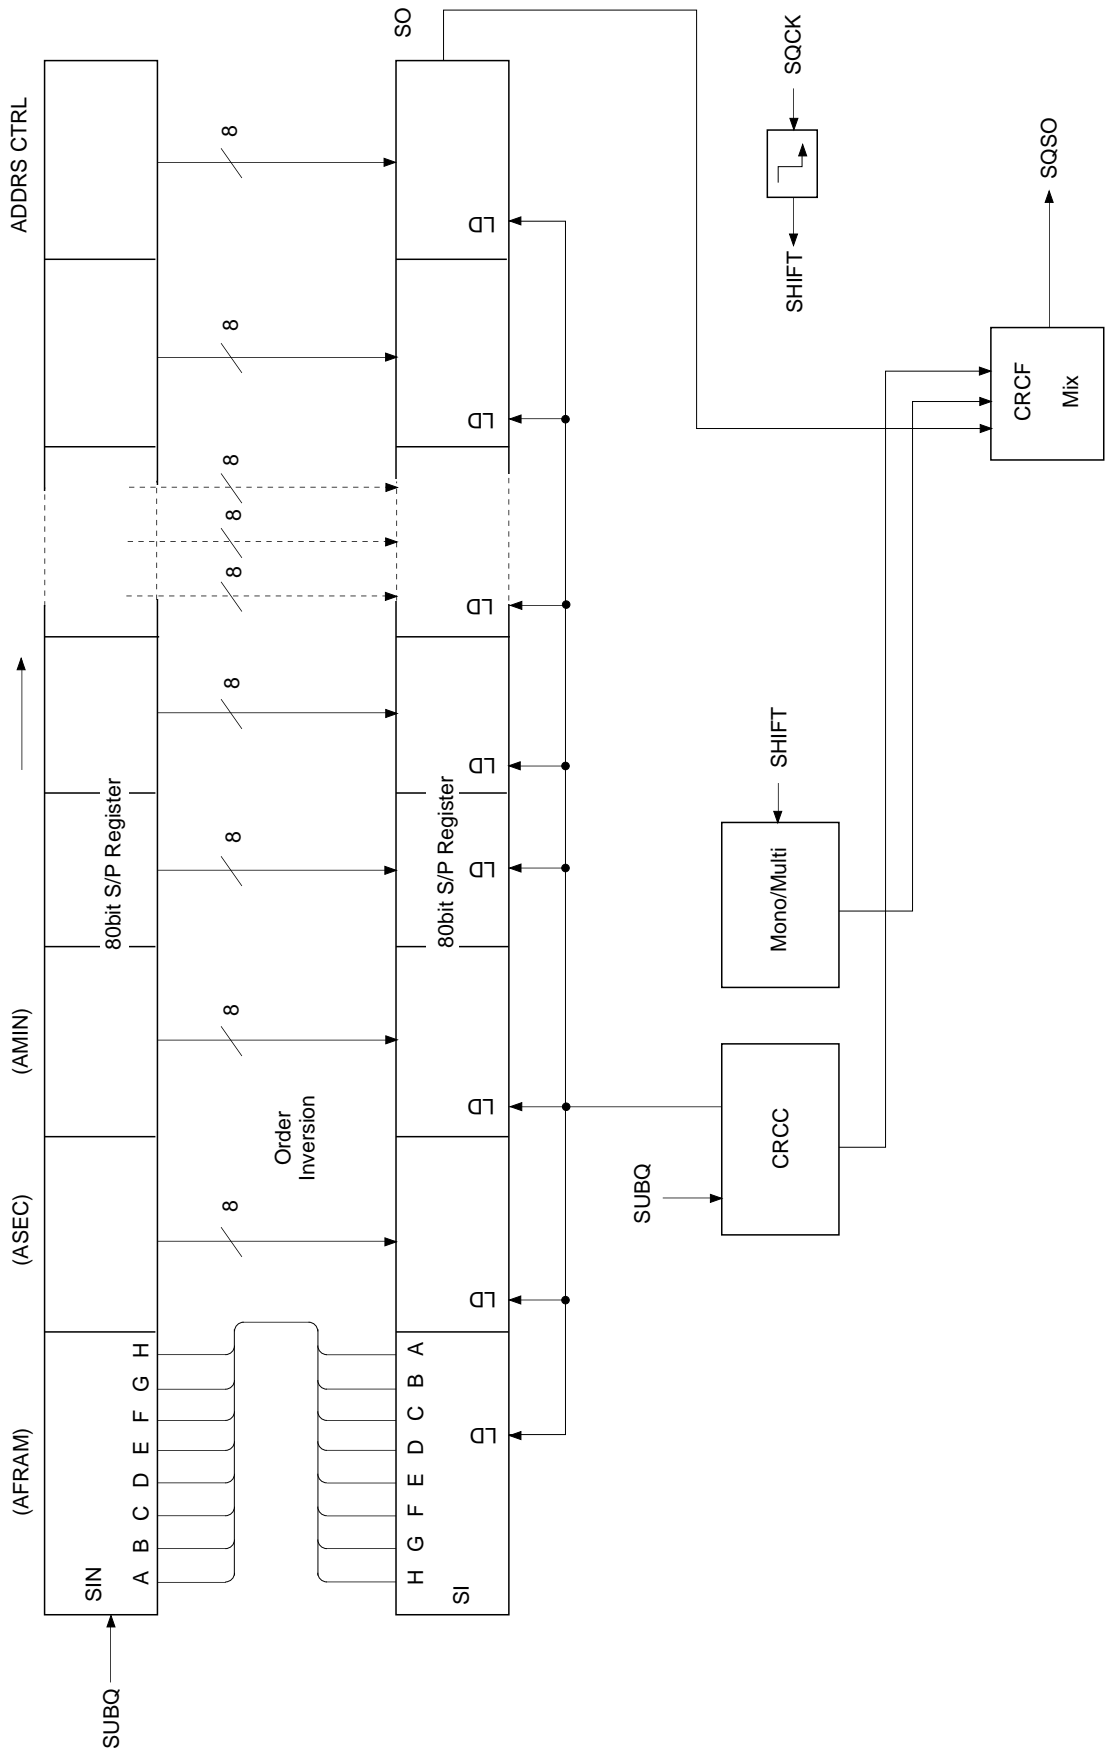 (AFRAM)
(ASEC)
(AMIN)
ADDRS CTRL
SUBQ
SIN
80bit S/P Register
A B C D E F G H
8
8
8
8
8
8
8
8
8
Order
Inversion
H G F E D C B A
SI
80bit S/P Register
SO
LD
LD
LD
LD
LD
LD
LD
LD
SUBQ
CRCC
Mono/Multi
SHIFT
SHIFT
SQCK
CRCF
Mix
SQSO